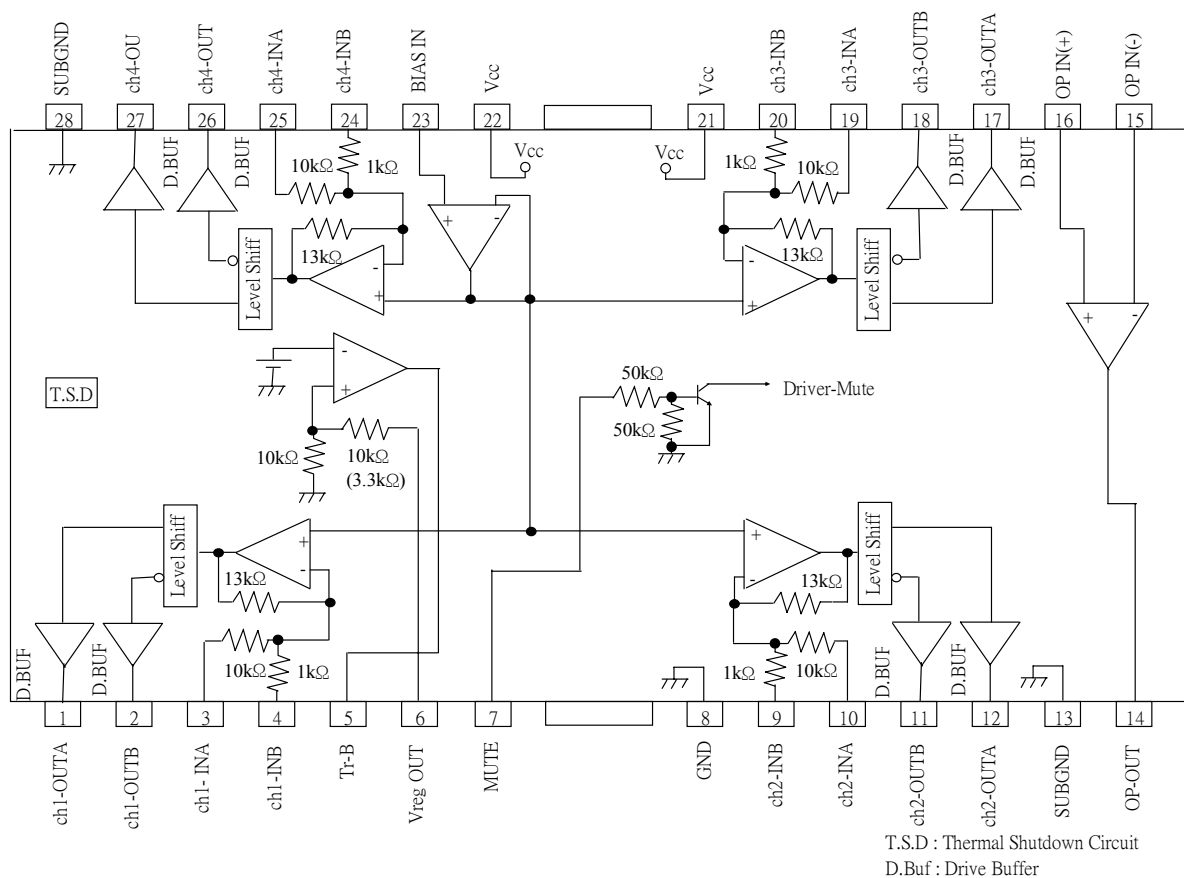 SUBGND
ch4-OU
ch4-OUT
ch4-INA
ch4-INB
BIAS IN
Vcc
Vcc
ch3-INB
ch3-INA
ch3-OUTB
ch3-OUTA
OP IN(+)
OP IN(-)
28
27
26
25
24
23
22
21
20
19
18
17
16
15
D.BUF
D.BUF
10kΩ
1kΩ
Vcc
Vcc
1kΩ
10kΩ
D.BUF
D.BUF
13kΩ
+
-
13kΩ
Level Shiff
-
+
-
+
Level Shiff
+
-
T.S.D
-
+
10kΩ
10kΩ
(3.3kΩ)
50kΩ
50kΩ
Driver-Mute
Level Shiff
+
-
13kΩ
10kΩ
1kΩ
+
-
13kΩ
1kΩ
10kΩ
Level Shiff
D.BUF
D.BUF
D.BUF
D.BUF
1
2
3
4
5
6
7
8
9
10
11
12
13
14
ch1-OUTA
ch1-OUTB
ch1- INA
ch1-INB
Tr-B
Vreg OUT
MUTE
GND
ch2-INB
ch2-INA
ch2-OUTB
ch2-OUTA
SUBGND
OP-OUT
T.S.D : Thermal Shutdown Circuit
D.Buf : Drive Buffer